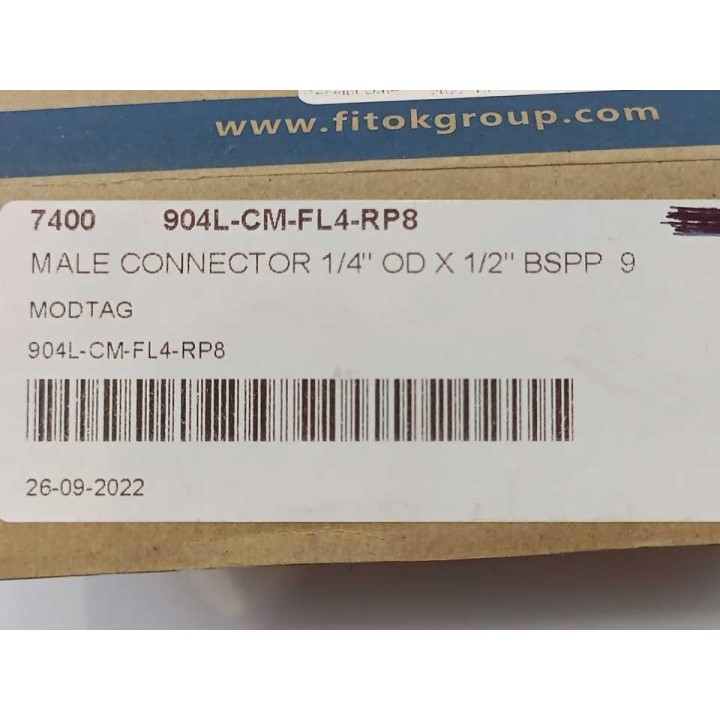 www.fitokgroup.com
7400 904L-CM-FL4-RP8
MALE CONNECTOR 1/4" OD X 1/2" BSPP 9
MODTAG
904L-CM-FL4-RP8
26-09-2022